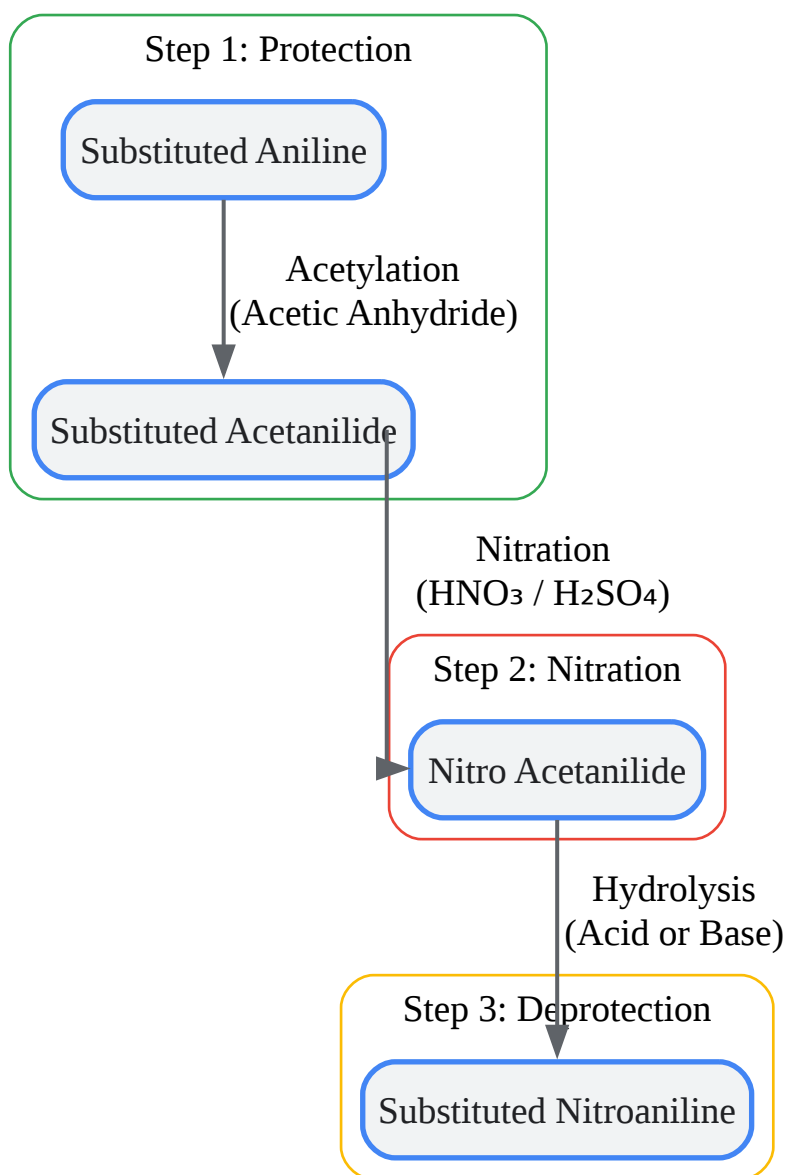 Step 1: Protection
Substituted Aniline
Acetylation
(Acetic Anhydride)
Substituted Acetanilide
Nitration
(HNO₃ / H₂SO₄)
Step 2: Nitration
Nitro Acetanilide
Hydrolysis
(Acid or Base)
Step 3: Deprotection
Substituted Nitroaniline